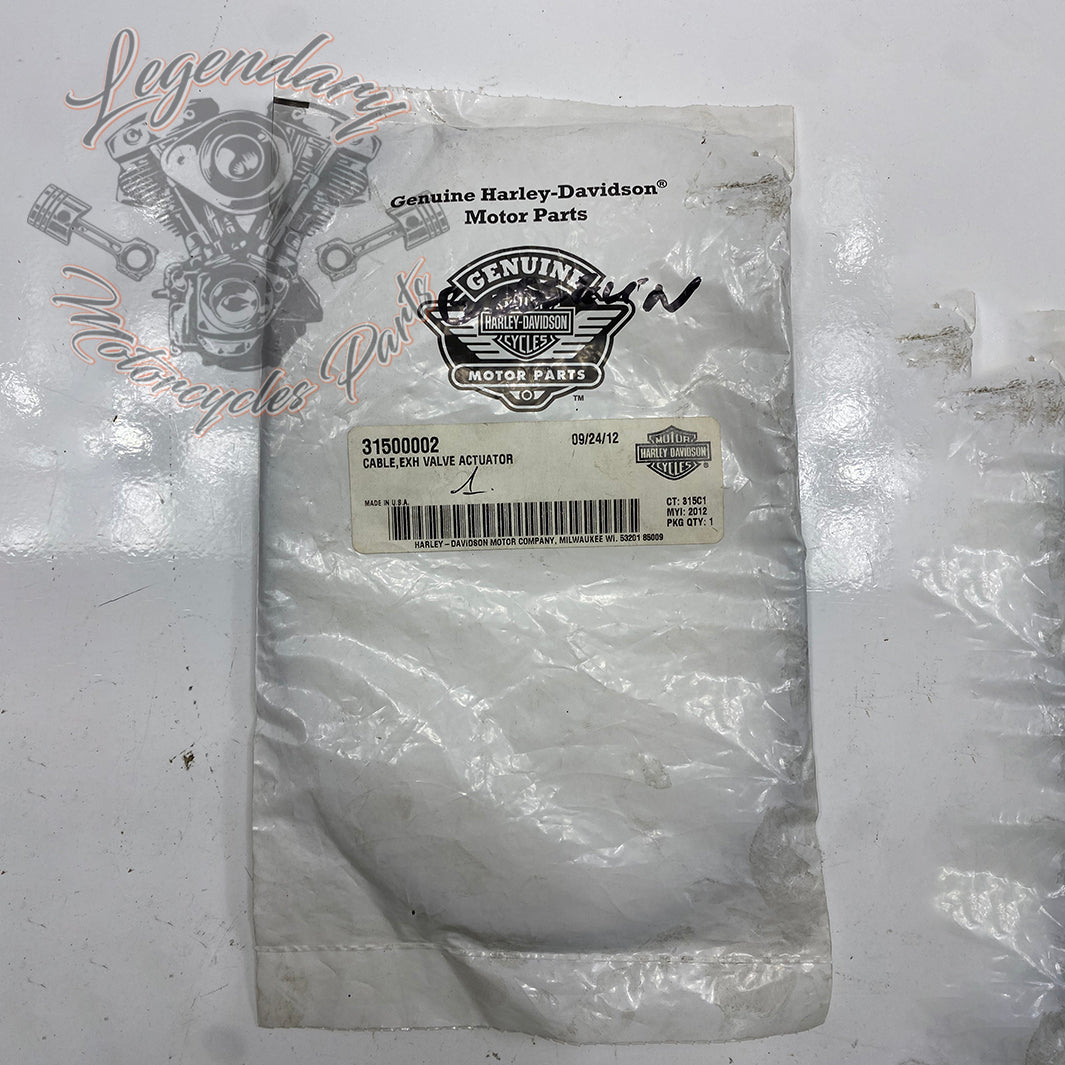 Legendary
Motorcycles Parts
Genuine Harley-Davidson®
Motor Parts
GENUINE
HARLEY-DAVIDSON
CYCLES
MOTOR PARTS
™
31500002
09/24/12
CABLE,EXH VALVE ACTUATOR
1.
MOTOR
HARLEY-DAVIDSON
CYCLES
®
MADE IN U.S.A.
CT: 815C1
MYI: 2012
PKG QTY: 1
HARLEY – DAVIDSON MOTOR COMPANY, MILWAUKEE WI. 53201 85009